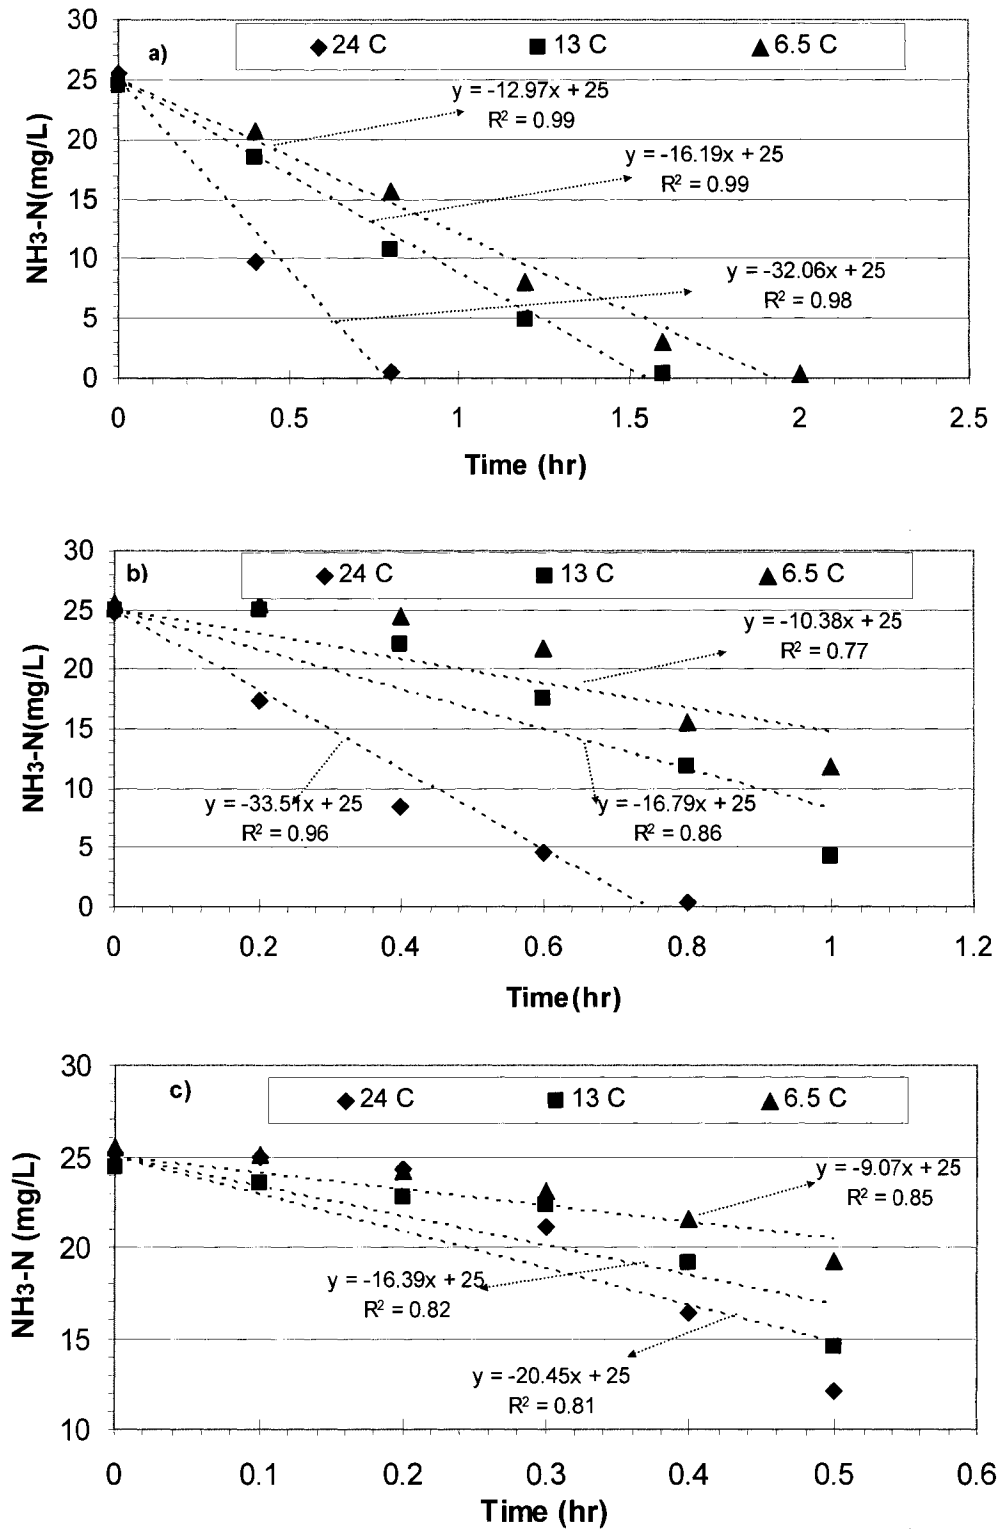 30
a)
24 C 13 C 6.5 C
25
y = -12.97x + 25
R² = 0.99
20
y = -16.19x + 25
R² = 0.99
15
10
y = -32.06x + 25
R² = 0.98
5
0
NH3-N(mg/L)
0 0.5 1 1.5 2 2.5
Time (hr)
30
b)
24 C 13 C 6.5 C
25
y = -10.38x + 25
R² = 0.77
20
15
10
y = -33.51x + 25
R² = 0.96
y = -16.79x + 25
R² = 0.86
5
0
NH3-N(mg/L)
0 0.2 0.4 0.6 0.8 1 1.2
Time(hr)
30
c)
24 C 13 C 6.5 C
25
y = -9.07x + 25
R² = 0.85
20
y = -16.39x + 25
R² = 0.82
15
y = -20.45x + 25
R² = 0.81
10
NH3-N (mg/L)
0 0.1 0.2 0.3 0.4 0.5 0.6
Time (hr)